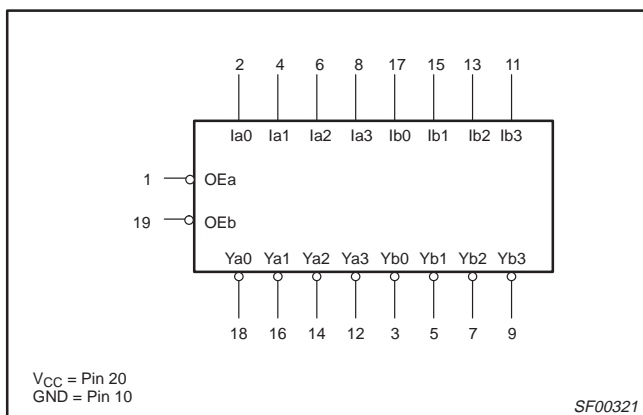 2 4 6 8 17 15 13 11
Ia0 Ia1 Ia2 Ia3 Ib0 Ib1 Ib2 Ib3
1 OEa
19 OEb
Ya0 Ya1 Ya2 Ya3 Yb0 Yb1 Yb2 Yb3
18 16 14 12 3 5 7 9
VCC = Pin 20
GND = Pin 10
SF00321